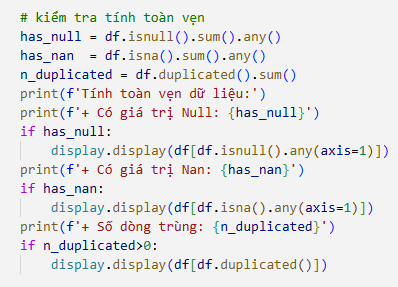 # kiểm tra tính toàn vẹn
has_null = df.isnull().sum().any()
has_nan  = df.isna().sum().any()
n_duplicated = df.duplicated().sum()
print(f'Tính toàn vẹn dữ liệu:')
print(f'+ Có giá trị Null: {has_null}')
if has_null:
    display.display(df[df.isnull().any(axis=1)])
print(f'+ Có giá trị Nan: {has_nan}')
if has_nan:
    display.display(df[df.isna().any(axis=1)])
print(f'+ Số dòng trùng: {n_duplicated}')
if n_duplicated>0:
    display.display(df[df.duplicated()])